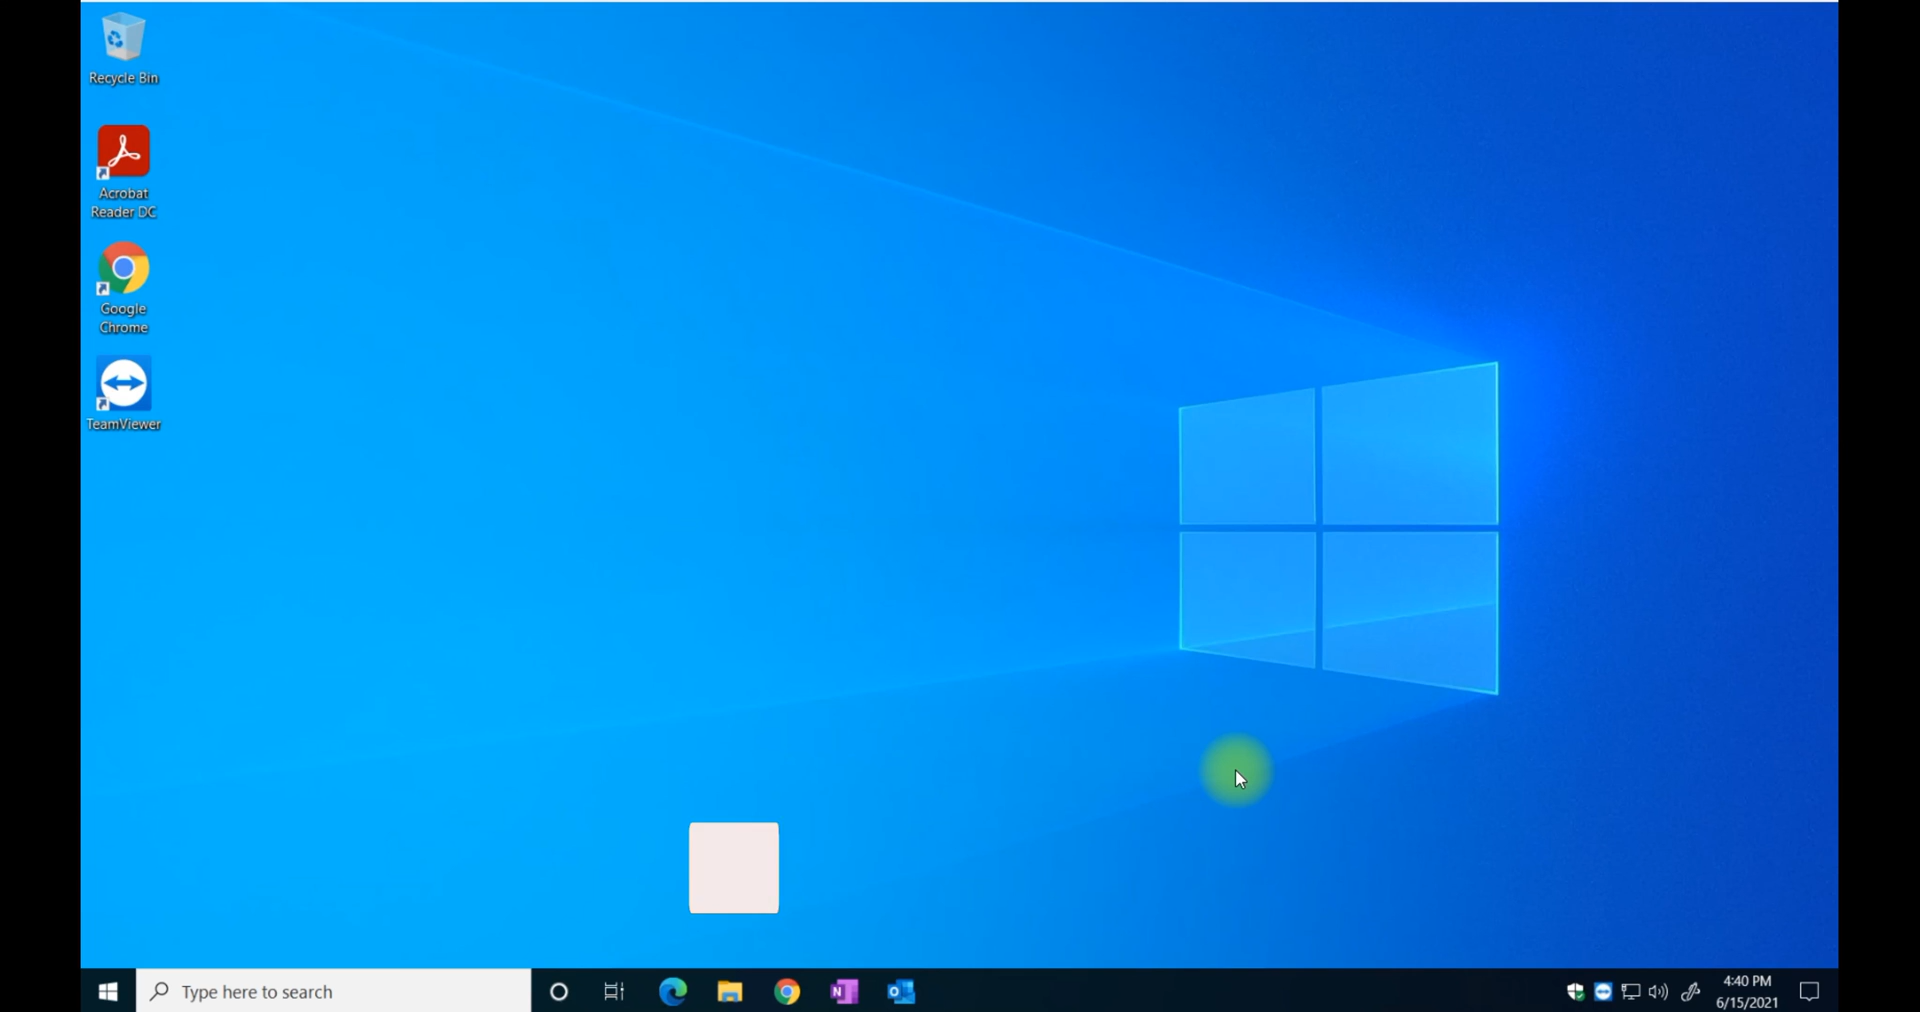 Recycle Bin
Acrobat
Reader DC
Google
Chrome
TeamViewer
Type here to search
4:40 PM
6/15/2021